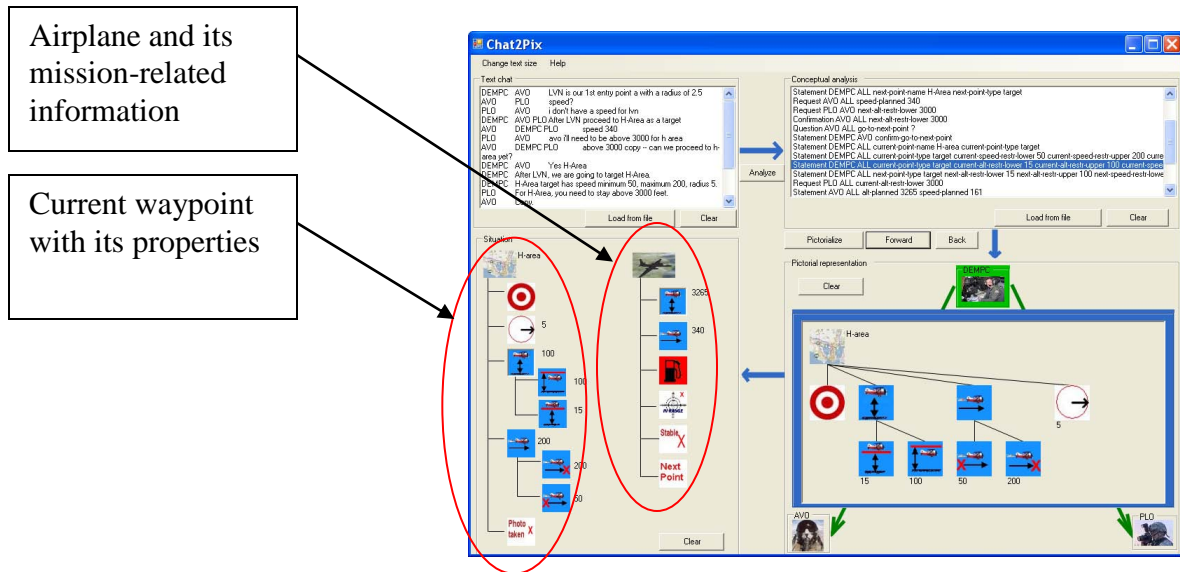 Airplane and its
mission-related
information
Current waypoint
with its properties
Chat2Pix
Change text size Help
Text chat
DEMPC AVO LVN is our 1st entry point a with a radius of 2.5
AVO PLO speed?
PLO AVO i don't have a speed for lvn
DEMPC AVO PLO After LVN proceed to H-Area as a target
AVO DEMPC PLO speed 340
PLO AVO avo i'll need to be above 3000 for h area
AVO DEMPC PLO above 3000 copy -- can we proceed to h-
area yet?
DEMPC AVO Yes H-Area
DEMPC After LVN, we are going to target H-Area.
DEMPC H-Area target has speed minimum 50, maximum 200, radius 5.
PLO For H-Area, you need to stay above 3000 feet.
AVO Copy.
Load from file Clear
Analyze
Conceptual analysis
Statement DEMPC ALL next-point-name H-Area next-point-type target
Request AVO ALL speed-planned 340
Request PLO AVO next-alt-restr-lower 3000
Confirmation AVO ALL next-alt-restr-lower 3000
Question AVO ALL go-to-next-point ?
Statement DEMPC AVO confirm-go-to-next-point
Statement DEMPC ALL current-point-name H-area current-point-type target
Statement DEMPC ALL current-point-type target current-speed-restr-lower 50 current-speed-restr-upper 200 curre
Statement DEMPC ALL current-point-type target current-alt-restr-lower 15 current-alt-restr-upper 100 current-spee
Statement DEMPC ALL next-point-type target next-alt-restr-lower 15 next-alt-restr-upper 100 next-speed-restr-lowe
Request PLO ALL current-alt-restr-lower 3000
Statement AVO ALL alt-planned 3265 speed-planned 161
Load from file Clear
Pictorialize Forward Back
Situation
H-area
5
100
100
15
200
200
50
Photo
taken X
3265
340
X
IN RANGE
Stable X
Next
Point
Clear
Pictorial representation
Clear
DEMPC
H-area
5
15 100 50 200
AVO
PLO